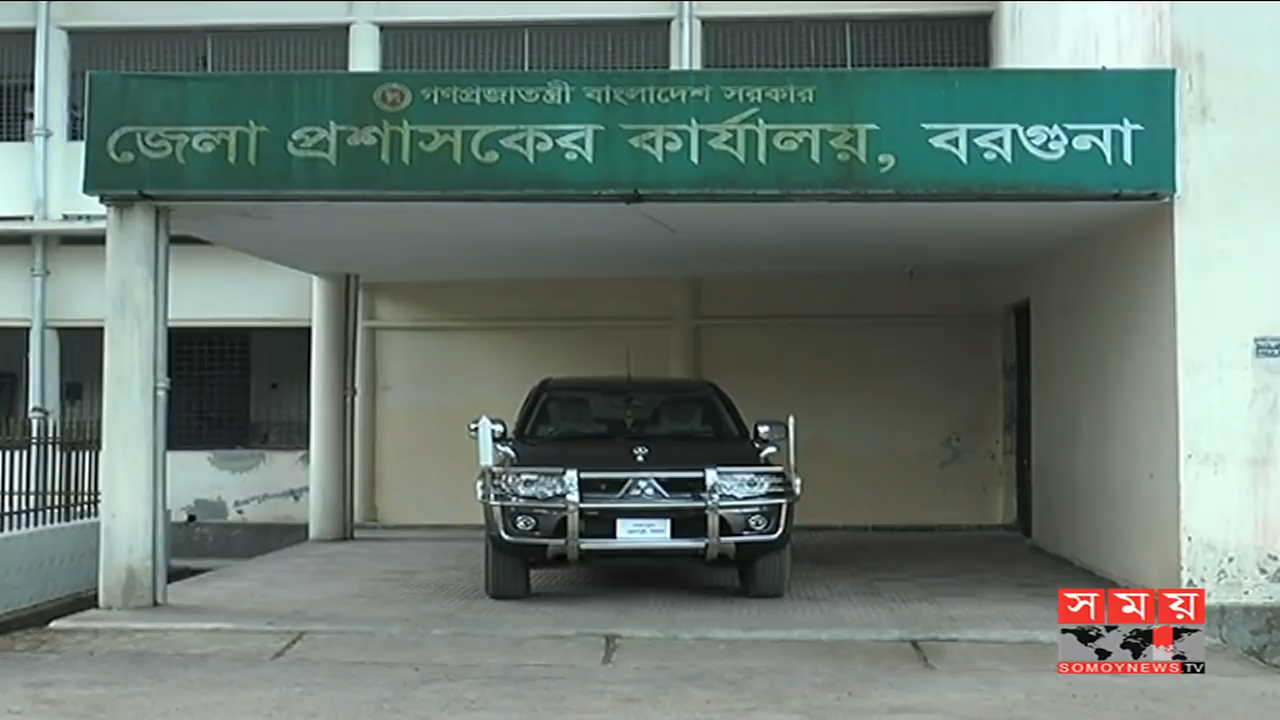 গণপ্রজাতন্ত্রী বাংলাদেশ সরকার
জেলা প্রশাসকের কার্যালয়, বরগুনা
সময়
SOMOYNEWS.TV